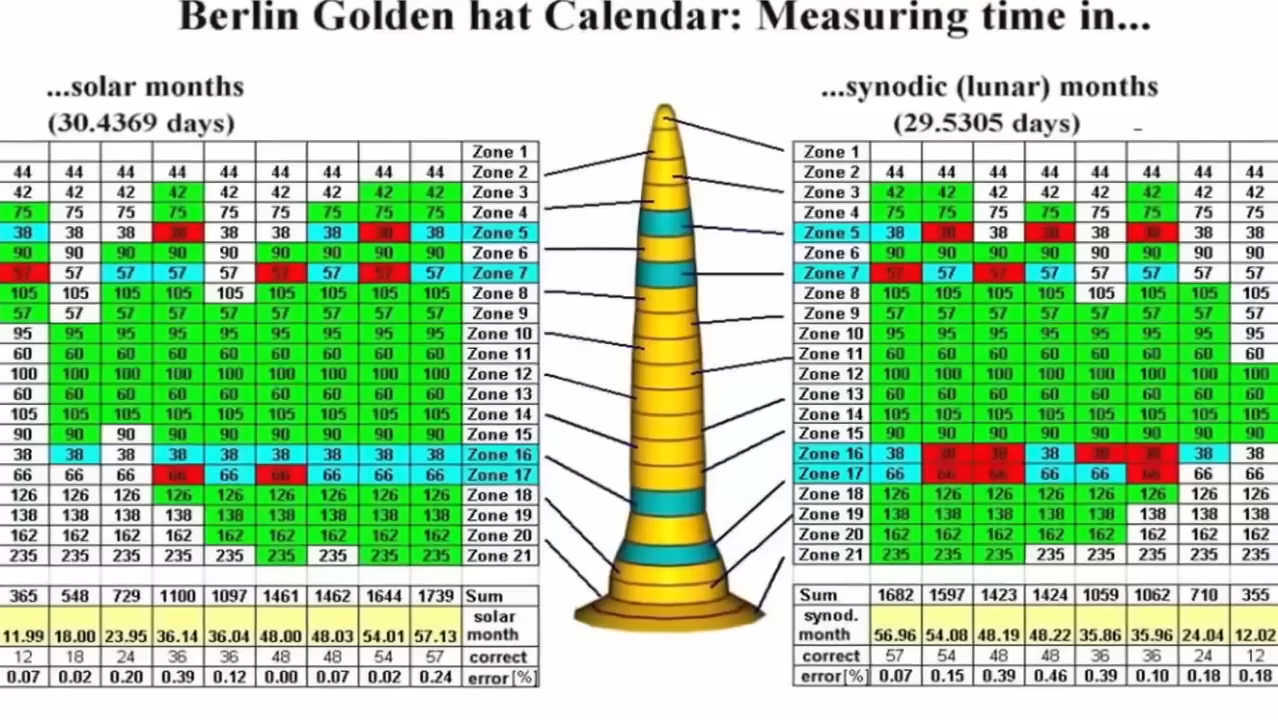 Berlin Golden hat Calendar: Measuring time in...
...solar months
(30.4369 days)
Zone 1
44 44 44 44 44 44 44 44 44 Zone 2
42 42 42 42 42 42 42 42 42 Zone 3
75 75 75 75 75 75 75 75 75 Zone 4
38 38 38 38 38 38 38 38 38 Zone 5
90 90 90 90 90 90 90 90 90 Zone 6
57 57 57 57 57 57 57 57 57 Zone 7
105 105 105 105 105 105 105 105 105 Zone 8
57 57 57 57 57 57 57 57 57 Zone 9
95 95 95 95 95 95 95 95 95 Zone 10
60 60 60 60 60 60 60 60 60 Zone 11
100 100 100 100 100 100 100 100 100 Zone 12
60 60 60 60 60 60 60 60 60 Zone 13
105 105 105 105 105 105 105 105 105 Zone 14
90 90 90 90 90 90 90 90 90 Zone 15
38 38 38 38 38 38 38 38 38 Zone 16
66 66 66 66 66 66 66 66 66 Zone 17
126 126 126 126 126 126 126 126 126 Zone 18
138 138 138 138 138 138 138 138 138 Zone 19
162 162 162 162 162 162 162 162 162 Zone 20
235 235 235 235 235 235 235 235 235 Zone 21
365 548 729 1100 1097 1461 1462 1644 1739 Sum
solar
11.99 18.00 23.95 36.14 36.04 48.00 48.03 54.01 57.13 month
12 18 24 36 36 48 48 54 57 correct
0.07 0.02 0.20 0.39 0.12 0.00 0.07 0.02 0.24 error[%]
...synodic (lunar) months
(29.5305 days)
Zone 1
Zone 2 44 44 44 44 44 44 44 44
Zone 3 42 42 42 42 42 42 42 42
Zone 4 75 75 75 75 75 75 75 75
Zone 5 38 38 38 38 38 38 38 38
Zone 6 90 90 90 90 90 90 90 90
Zone 7 57 57 57 57 57 57 57 57
Zone 8 105 105 105 105 105 105 105 105
Zone 9 57 57 57 57 57 57 57 57
Zone 10 95 95 95 95 95 95 95 95
Zone 11 60 60 60 60 60 60 60 60
Zone 12 100 100 100 100 100 100 100 100
Zone 13 60 60 60 60 60 60 60 60
Zone 14 105 105 105 105 105 105 105 105
Zone 15 90 90 90 90 90 90 90 90
Zone 16 38 38 38 38 38 38 38 38
Zone 17 66 66 66 66 66 66 66 66
Zone 18 126 126 126 126 126 126 126 126
Zone 19 138 138 138 138 138 138 138 138
Zone 20 162 162 162 162 162 162 162 162
Zone 21 235 235 235 235 235 235 235 235
Sum 1682 1597 1423 1424 1059 1062 710 355
synod.
month 56.96 54.08 48.19 48.22 35.86 35.96 24.04 12.02
correct 57 54 48 48 36 36 24 12
error[%] 0.07 0.15 0.39 0.46 0.39 0.10 0.18 0.18